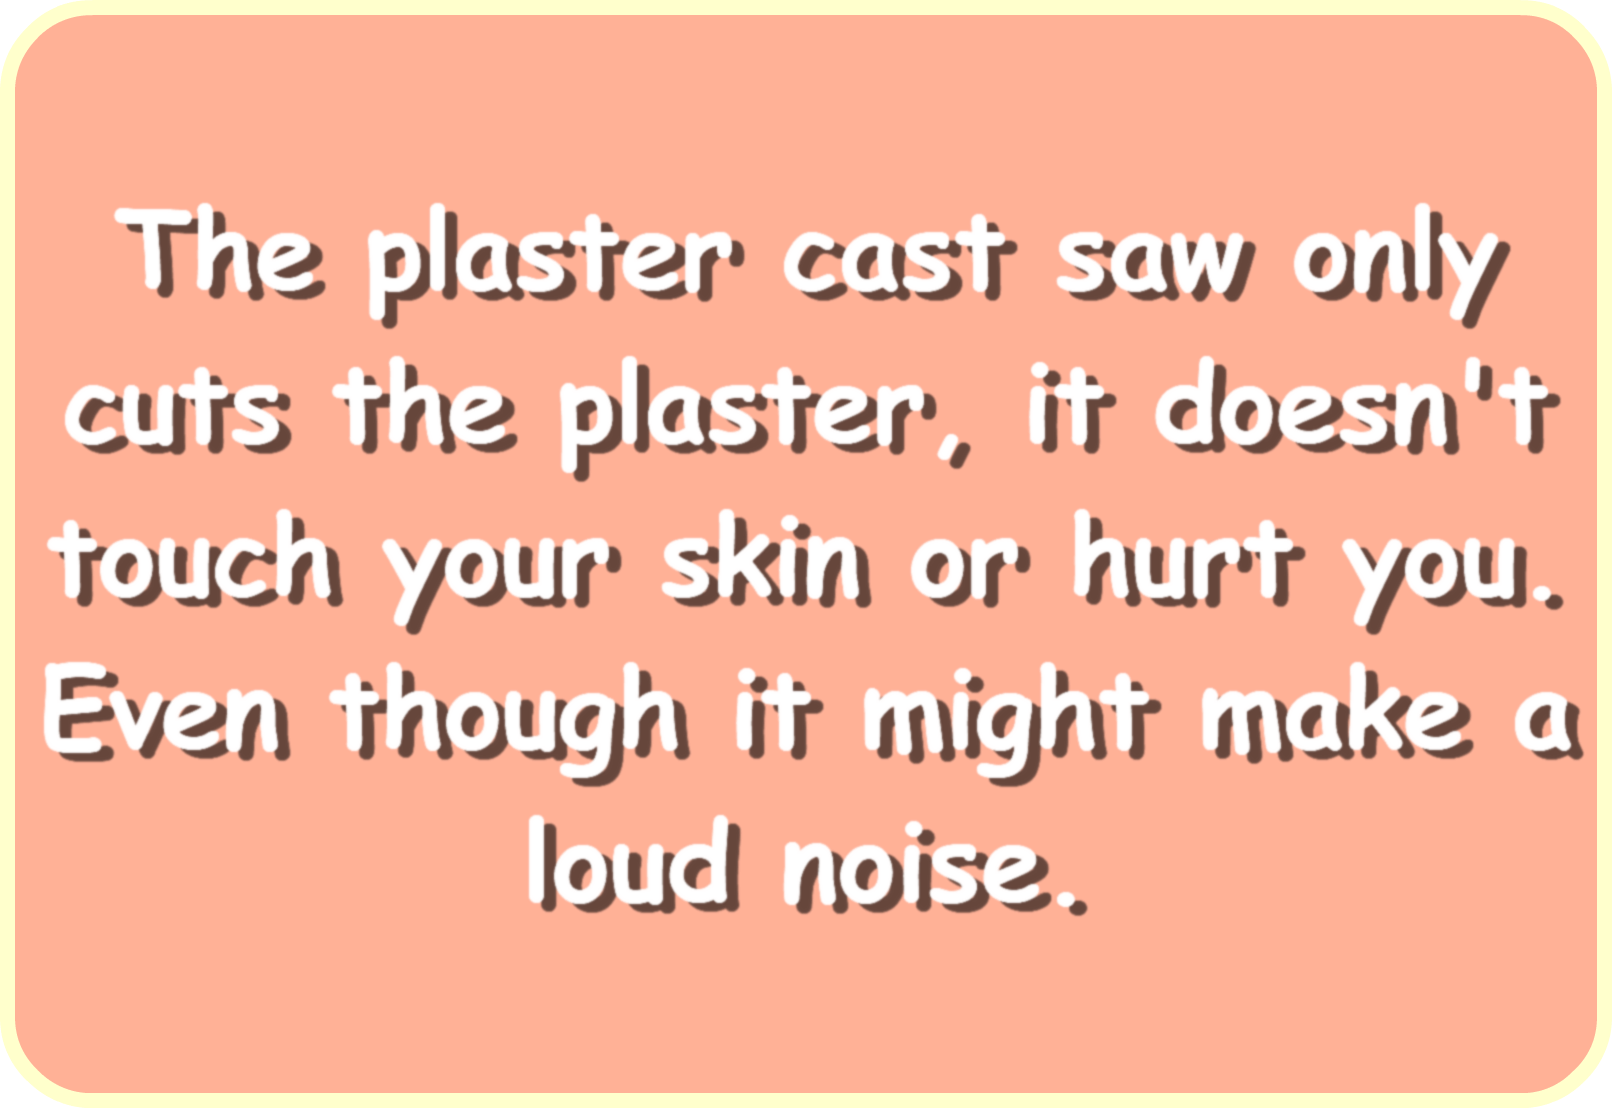 The plaster cast saw only
cuts the plaster, it doesn't
touch your skin or hurt you.
Even though it might make a
loud noise.